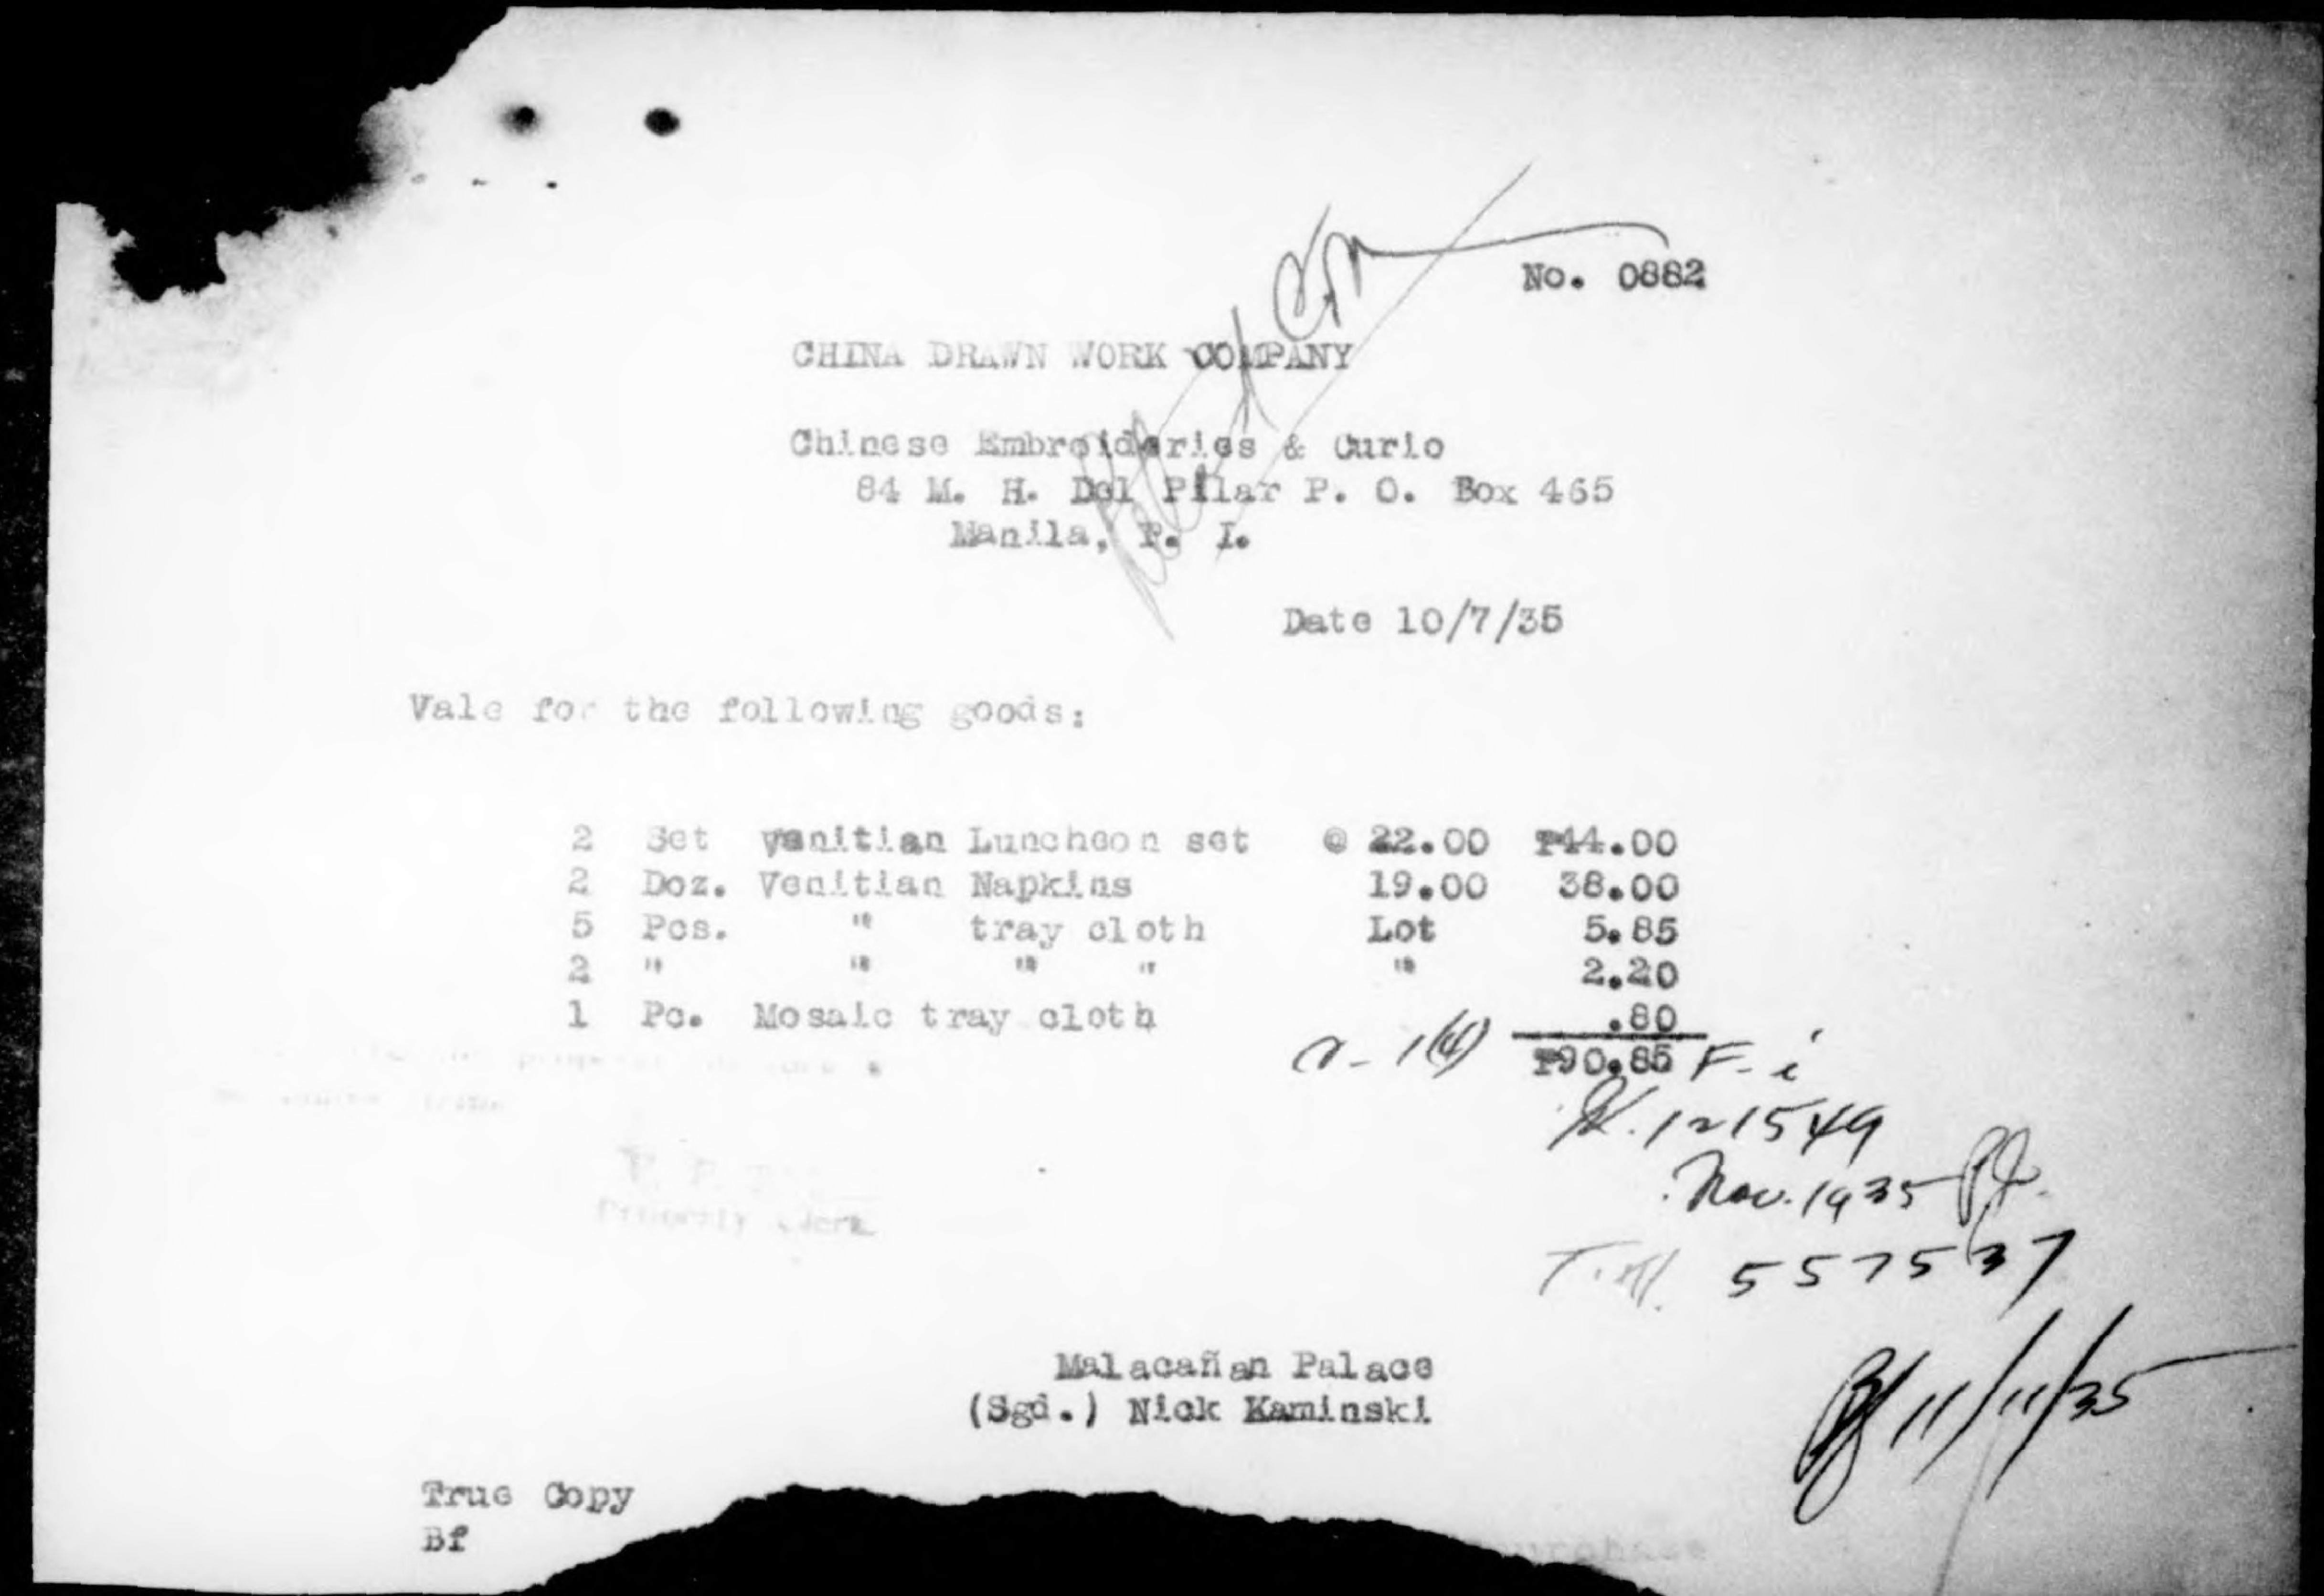 No. 0882
CHINA DRAWN WORK COMPANY
Chinese Embroideries & Curio
84 M. H. Del Pilar P. O. Box 465
Manila, P. I.
Date 10/7/35
Vale for the following goods:
2 Set Venitian Luncheon set @ 22.00 ₱44.00
2 Doz. Venitian Napkins 19.00 38.00
5 Pcs. " tray cloth Lot 5.85
2 " " " " " 2.20
1 Pc. Mosaic tray cloth .80
₱90.85 F-i
121549
Nov. 1935
557537
Malacañan Palace
(Sgd.) Nick Kaminski
11/11/35
True Copy
Bf
purchase